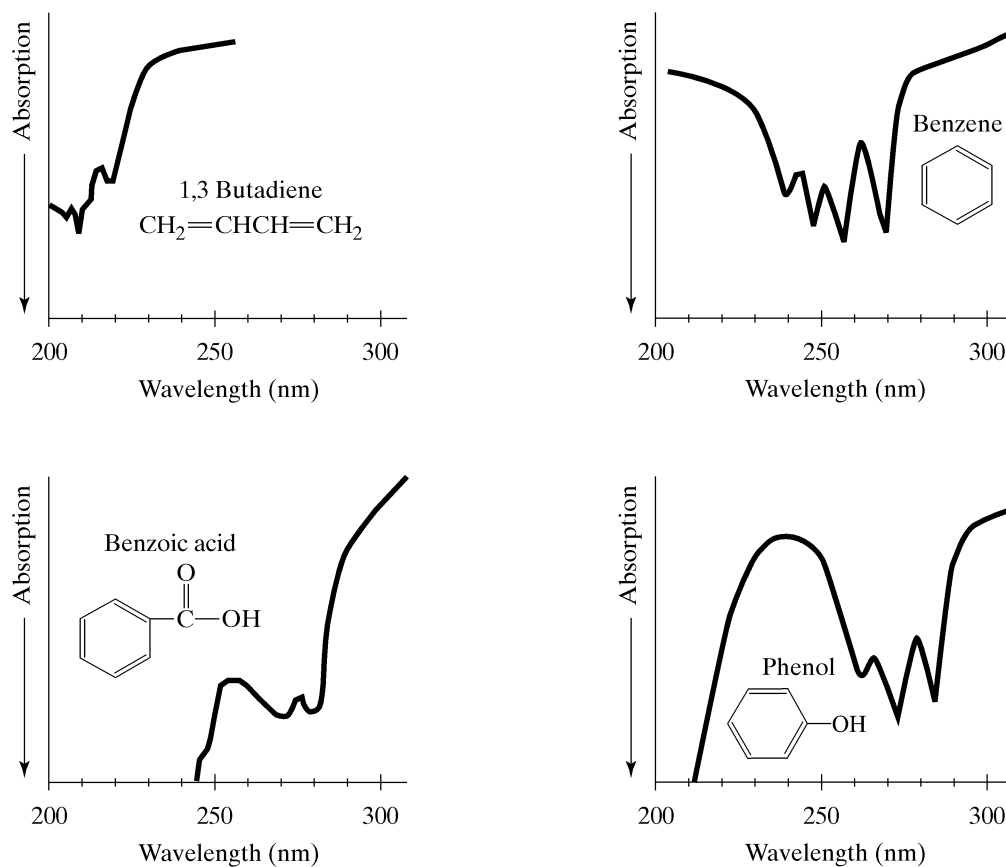 Absorption
1,3 Butadiene
CH₂=CHCH=CH₂
200 250 300
Wavelength (nm)
Absorption
Benzene
200 250 300
Wavelength (nm)
Absorption
Benzoic acid
O
C—OH
200 250 300
Wavelength (nm)
Absorption
Phenol
OH
200 250 300
Wavelength (nm)